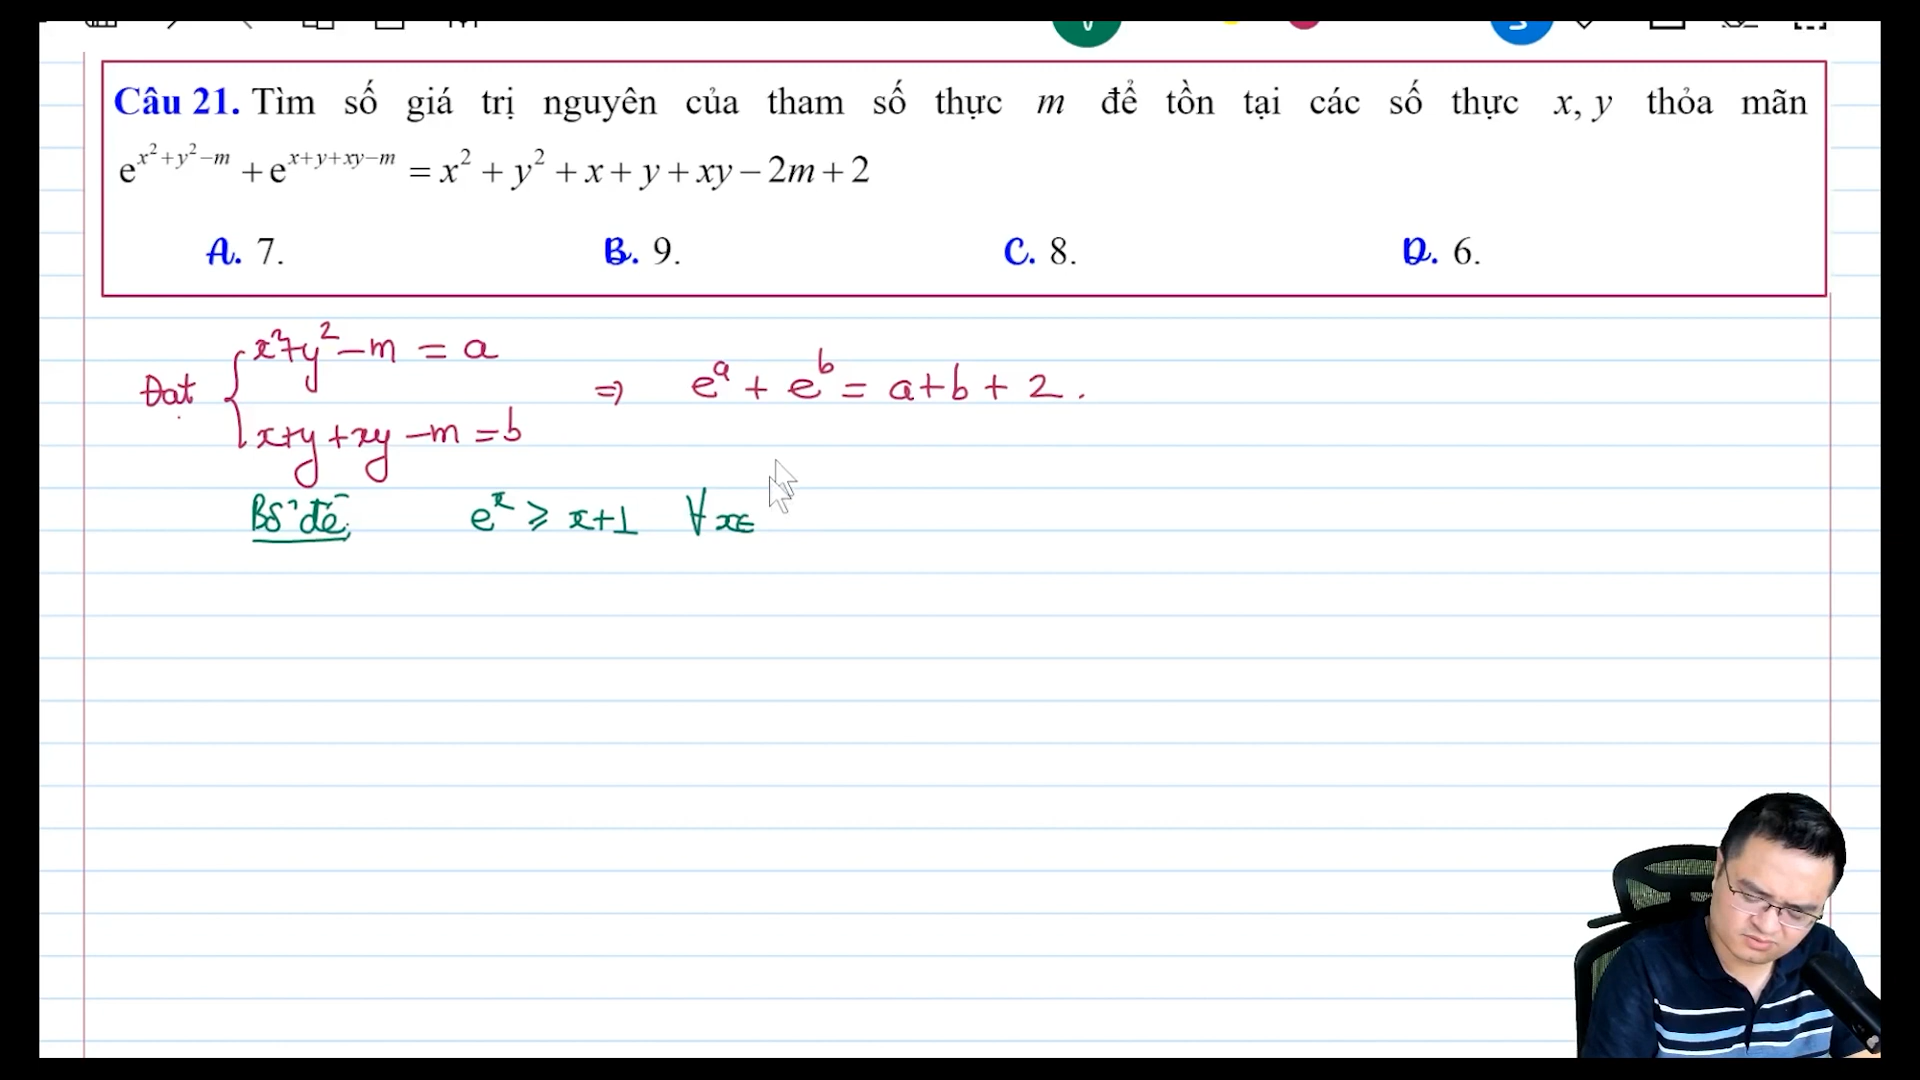 Câu 21. Tìm số giá trị nguyên của tham số thực m để tồn tại các số thực x, y thỏa mãn
e^{x²+y²−m} + e^{x+y+xy−m} = x² + y² + x + y + xy − 2m + 2
A. 7. B. 9. C. 8. D. 6.
x²+y²−m = a
Đặt { ⇒ e^a + e^b = a+b+2.
x+y+xy−m = b
Bổ đề: e^x ⩾ x+1 ∀x∈